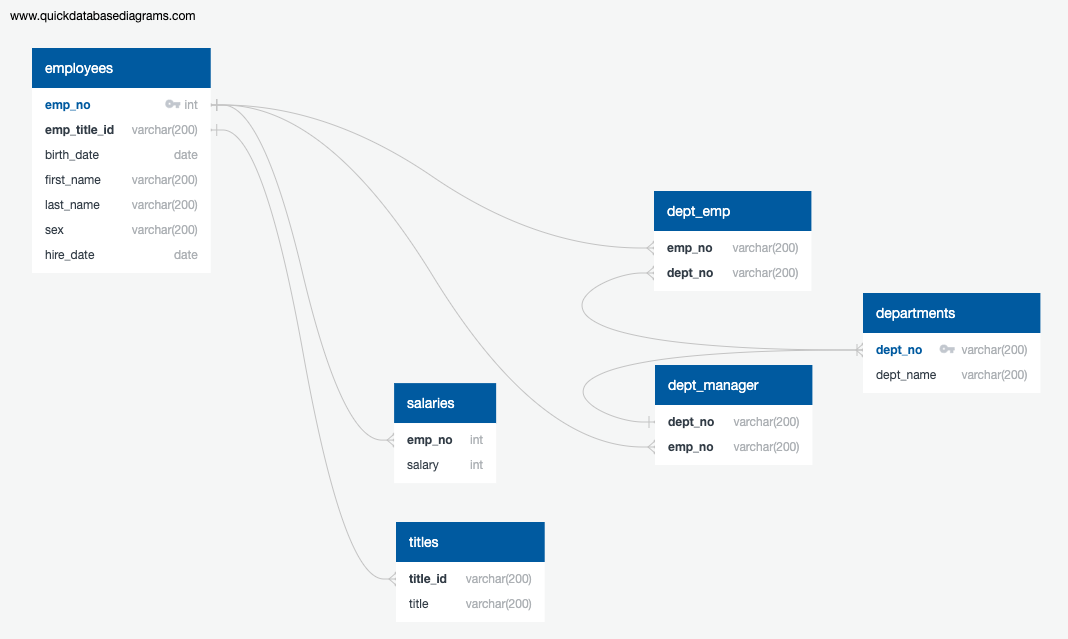 www.quickdatabasediagrams.com
employees
emp_no int
emp_title_id varchar(200)
birth_date date
first_name varchar(200)
last_name varchar(200)
sex varchar(200)
hire_date date
dept_emp
emp_no varchar(200)
dept_no varchar(200)
departments
dept_no varchar(200)
dept_name varchar(200)
dept_manager
dept_no varchar(200)
emp_no varchar(200)
salaries
emp_no int
salary int
titles
title_id varchar(200)
title varchar(200)